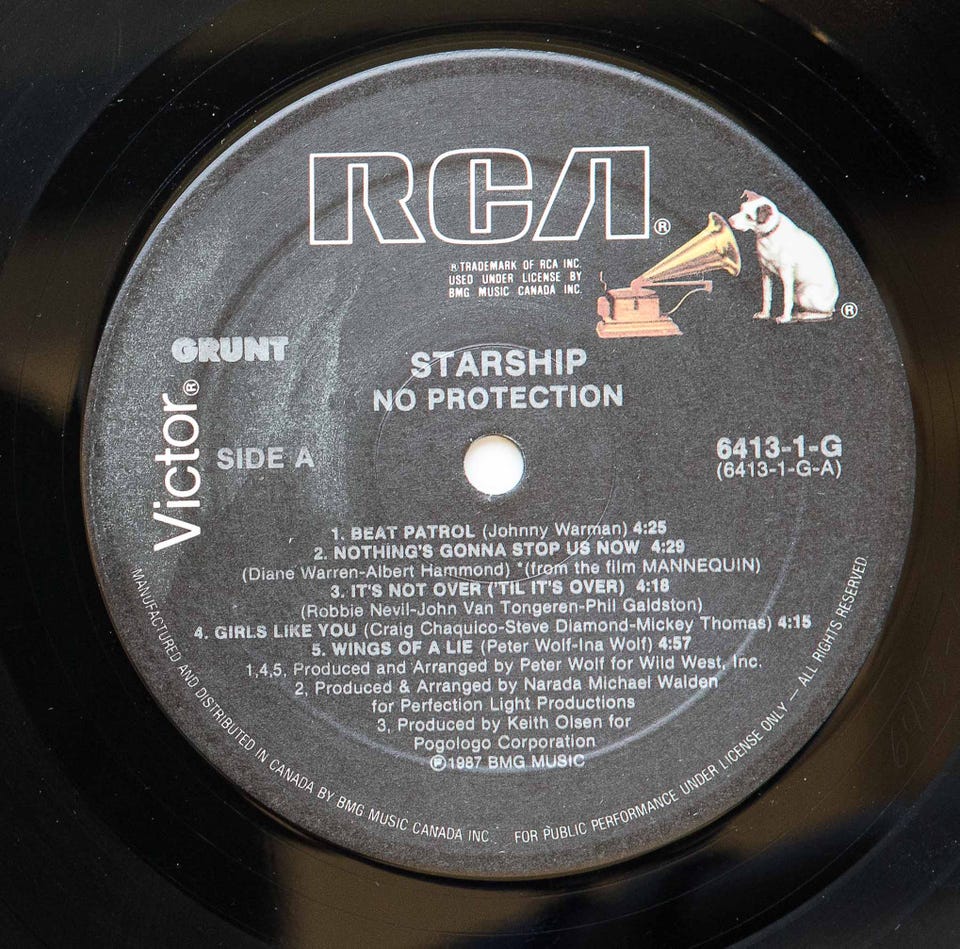 RCA®
® TRADEMARK OF RCA INC.
USED UNDER LICENSE BY
BMG MUSIC CANADA INC.
®
GRUNT
Victor®
STARSHIP
NO PROTECTION
SIDE A
6413-1-G
(6413-1-G-A)
1. BEAT PATROL (Johnny Warman) 4:25
2. NOTHING'S GONNA STOP US NOW 4:29
(Diane Warren-Albert Hammond) *(from the film MANNEQUIN)
3. IT'S NOT OVER ('TIL IT'S OVER) 4:18
(Robbie Nevil-John Van Tongeren-Phil Galdston)
4. GIRLS LIKE YOU (Craig Chaquico-Steve Diamond-Mickey Thomas) 4:15
5. WINGS OF A LIE (Peter Wolf-Ina Wolf) 4:57
1,4,5, Produced and Arranged by Peter Wolf for Wild West, Inc.
2, Produced & Arranged by Narada Michael Walden
for Perfection Light Productions
3, Produced by Keith Olsen for
Pogologo Corporation
℗1987 BMG MUSIC
MANUFACTURED AND DISTRIBUTED IN CANADA BY BMG MUSIC CANADA INC. FOR PUBLIC PERFORMANCE UNDER LICENSE ONLY — ALL RIGHTS RESERVED